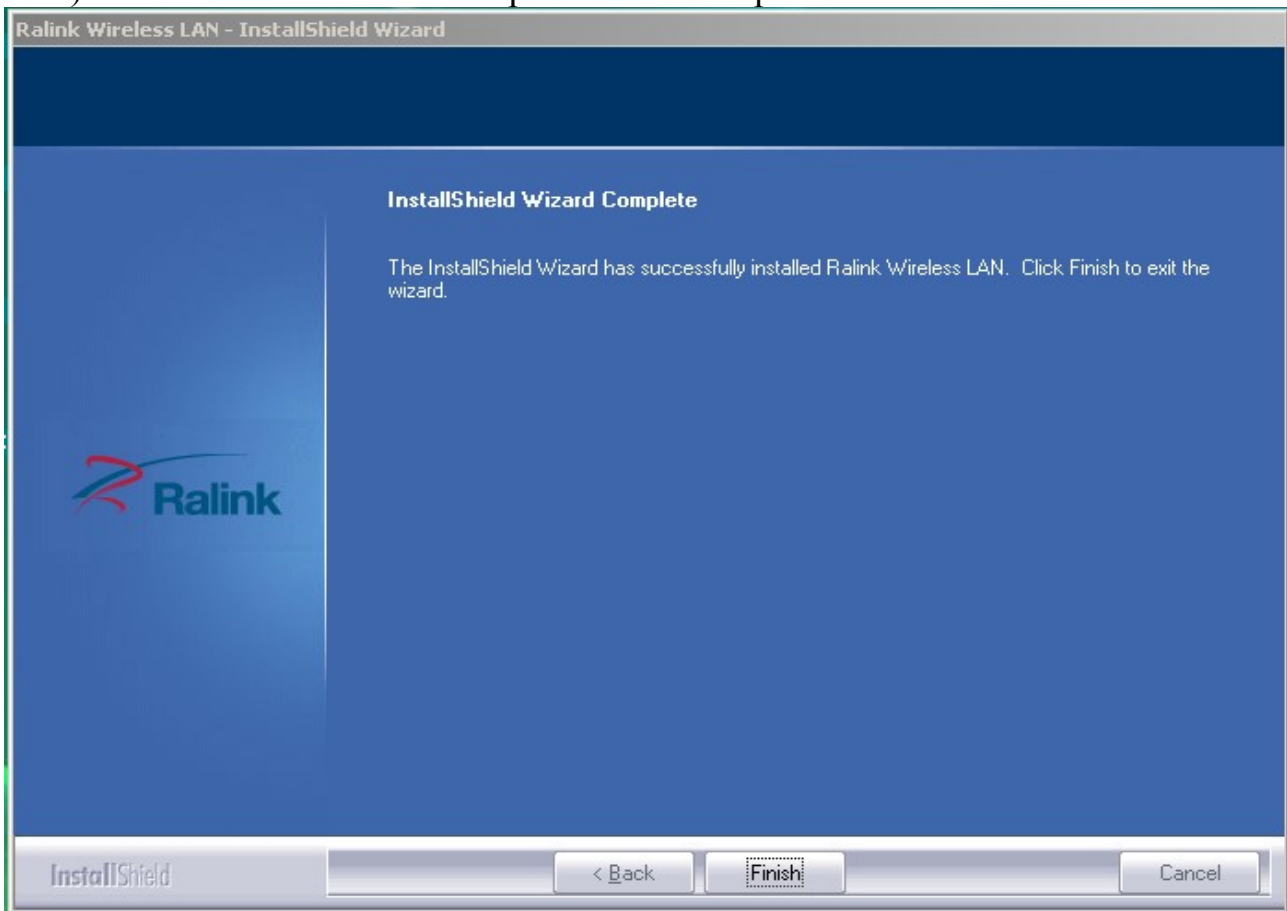 Ralink Wireless LAN - InstallShield Wizard
InstallShield Wizard Complete
The InstallShield Wizard has successfully installed Ralink Wireless LAN.  Click Finish to exit the
wizard.
Ralink
InstallShield
< Back
Finish
Cancel